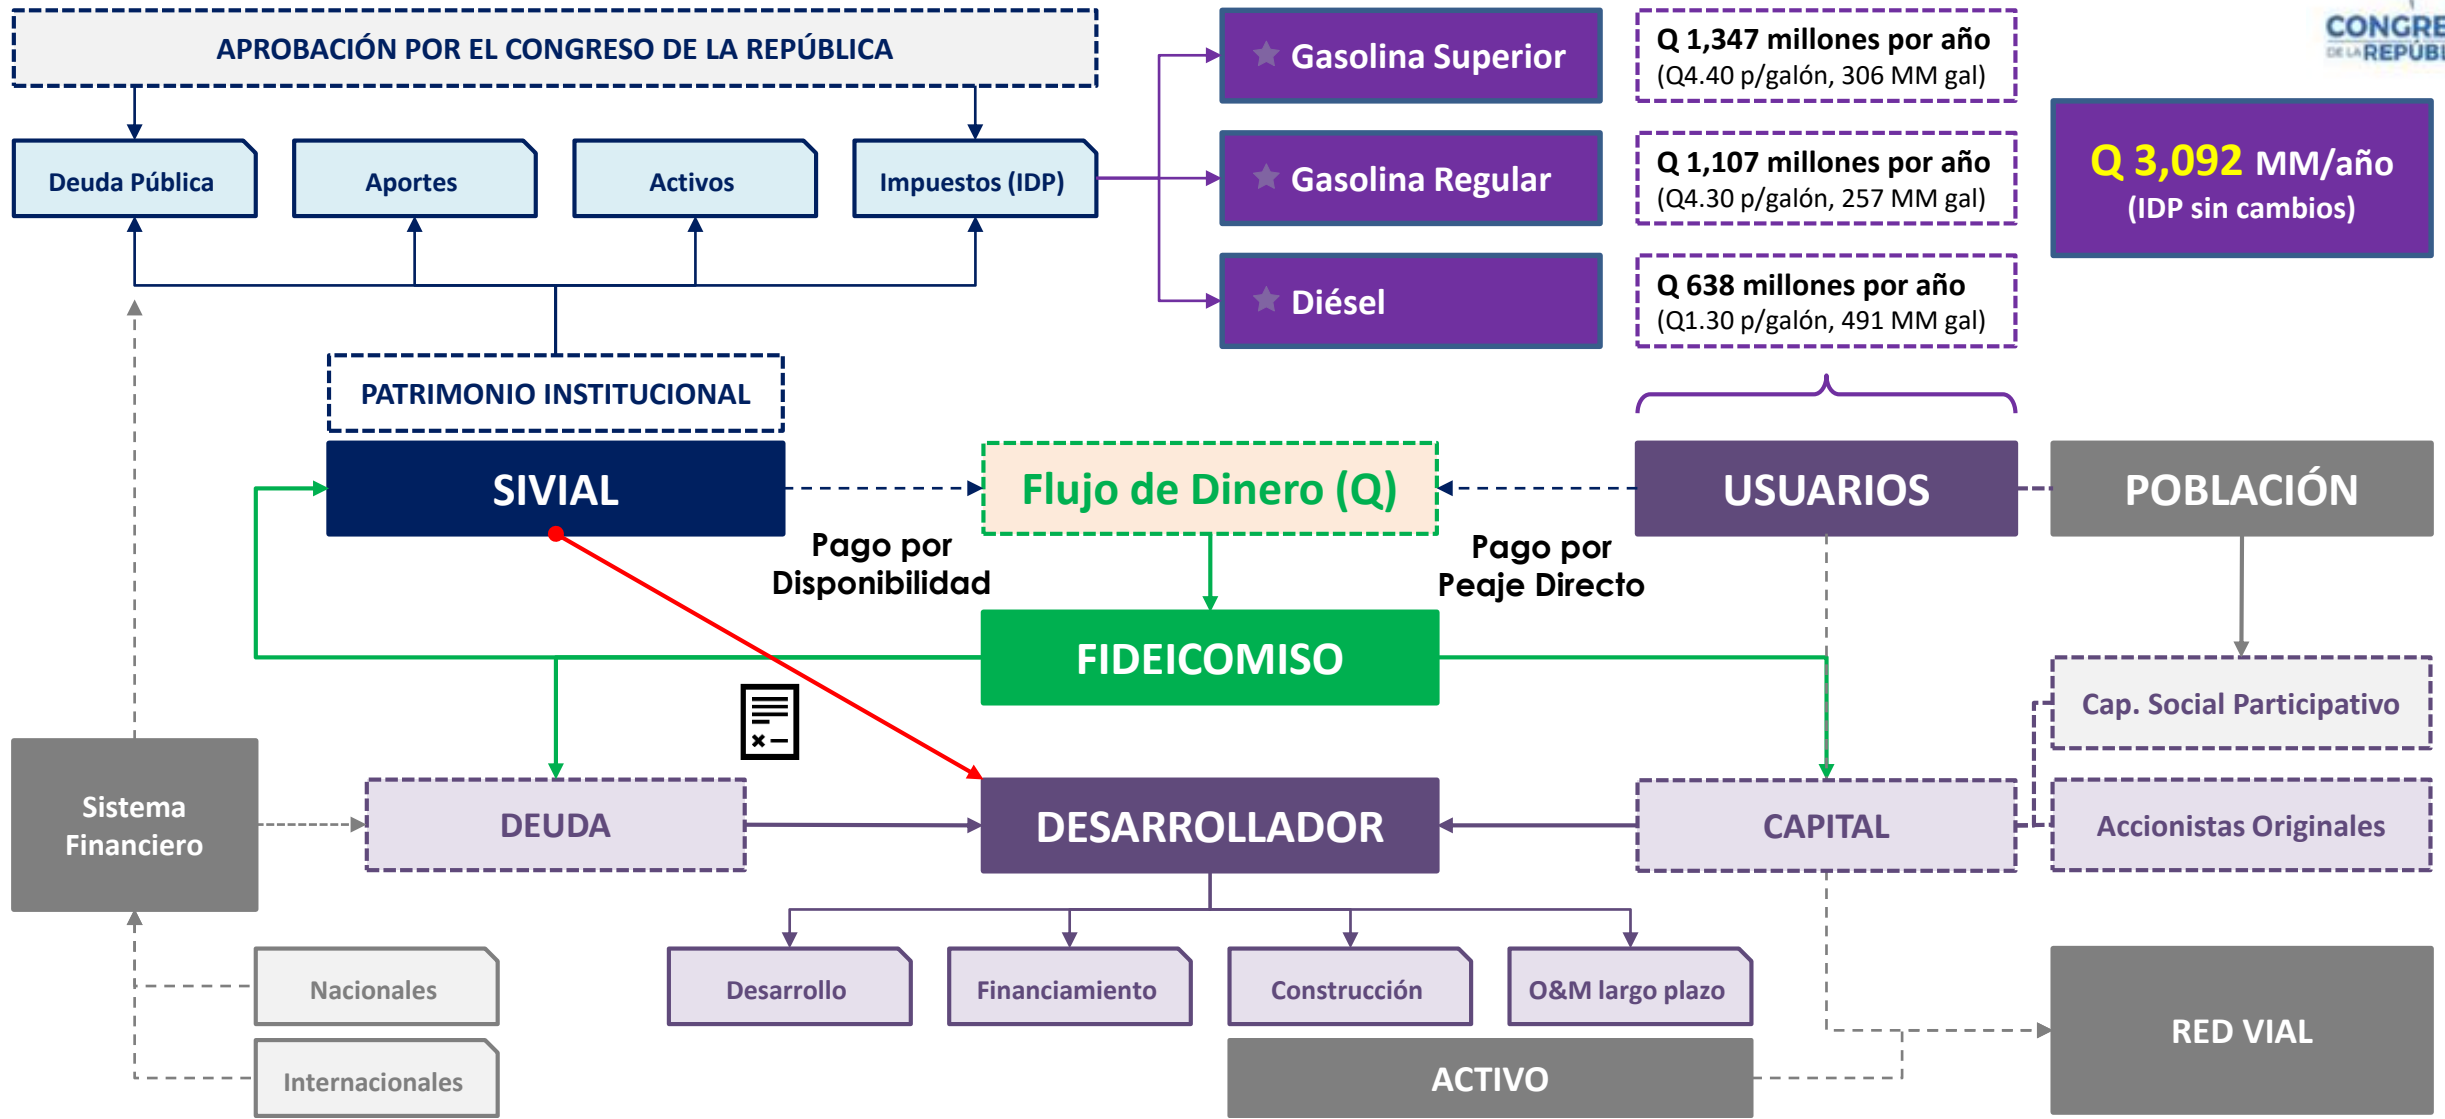 APROBACIÓN POR EL CONGRESO DE LA REPÚBLICA
Deuda Pública
Aportes
Activos
Impuestos (IDP)
Gasolina Superior
Q 1,347 millones por año
(Q4.40 p/galón, 306 MM gal)
Gasolina Regular
Q 1,107 millones por año
(Q4.30 p/galón, 257 MM gal)
Diésel
Q 638 millones por año
(Q1.30 p/galón, 491 MM gal)
Q 3,092 MM/año
(IDP sin cambios)
PATRIMONIO INSTITUCIONAL
SIVIAL
Flujo de Dinero (Q)
USUARIOS
POBLACIÓN
Pago por
Disponibilidad
Pago por
Peaje Directo
FIDEICOMISO
Cap. Social Participativo
Sistema
Financiero
DEUDA
DESARROLLADOR
CAPITAL
Accionistas Originales
Nacionales
Internacionales
Desarrollo
Financiamiento
Construcción
O&M largo plazo
ACTIVO
RED VIAL